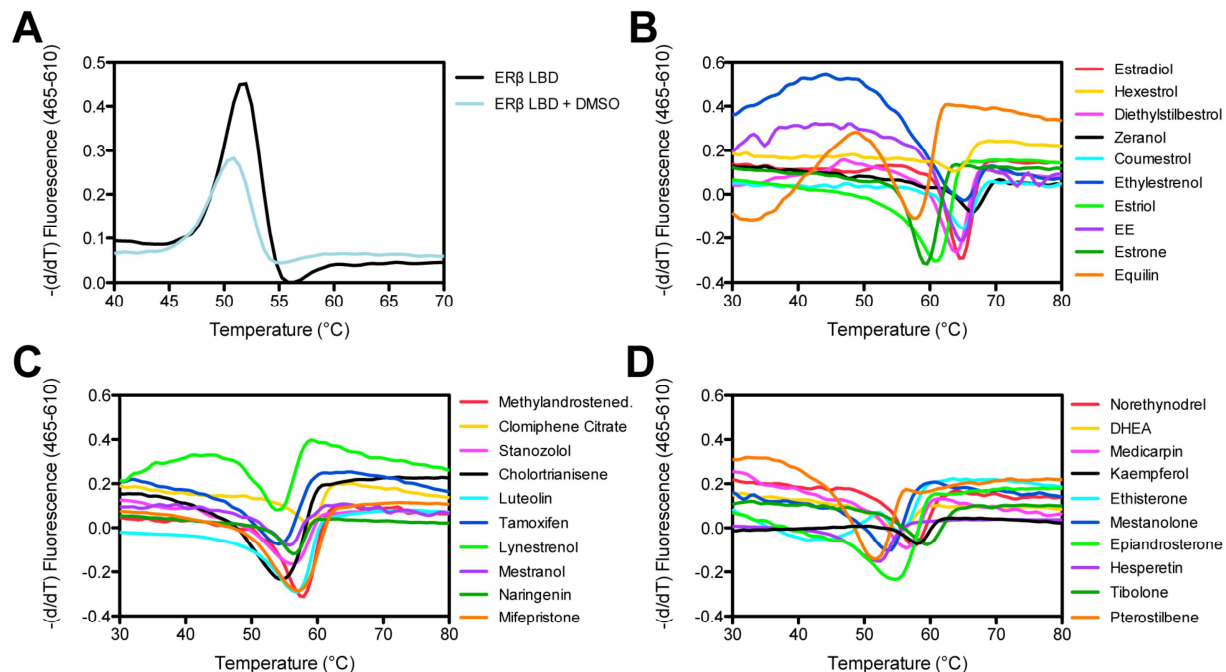 A
-(d/dT) Fluorescence (465-610)
0.5
0.4
0.3
0.2
0.1
0.0
40 45 50 55 60 65 70
Temperature (°C)
ERβ LBD
ERβ LBD + DMSO
B
-(d/dT) Fluorescence (465-610)
0.6
0.4
0.2
0.0
-0.2
-0.4
30 40 50 60 70 80
Temperature (°C)
Estradiol
Hexestrol
Diethylstilbestrol
Zeranol
Coumestrol
Ethylestrenol
Estriol
EE
Estrone
Equilin
C
-(d/dT) Fluorescence (465-610)
0.6
0.4
0.2
0.0
-0.2
-0.4
30 40 50 60 70 80
Temperature (°C)
Methylandrostened.
Clomiphene Citrate
Stanozolol
Cholortrianisene
Luteolin
Tamoxifen
Lynestrenol
Mestranol
Naringenin
Mifepristone
D
-(d/dT) Fluorescence (465-610)
0.6
0.4
0.2
0.0
-0.2
-0.4
30 40 50 60 70 80
Temperature (°C)
Norethynodrel
DHEA
Medicarpin
Kaempferol
Ethisterone
Mestanolone
Epiandrosterone
Hesperetin
Tibolone
Pterostilbene